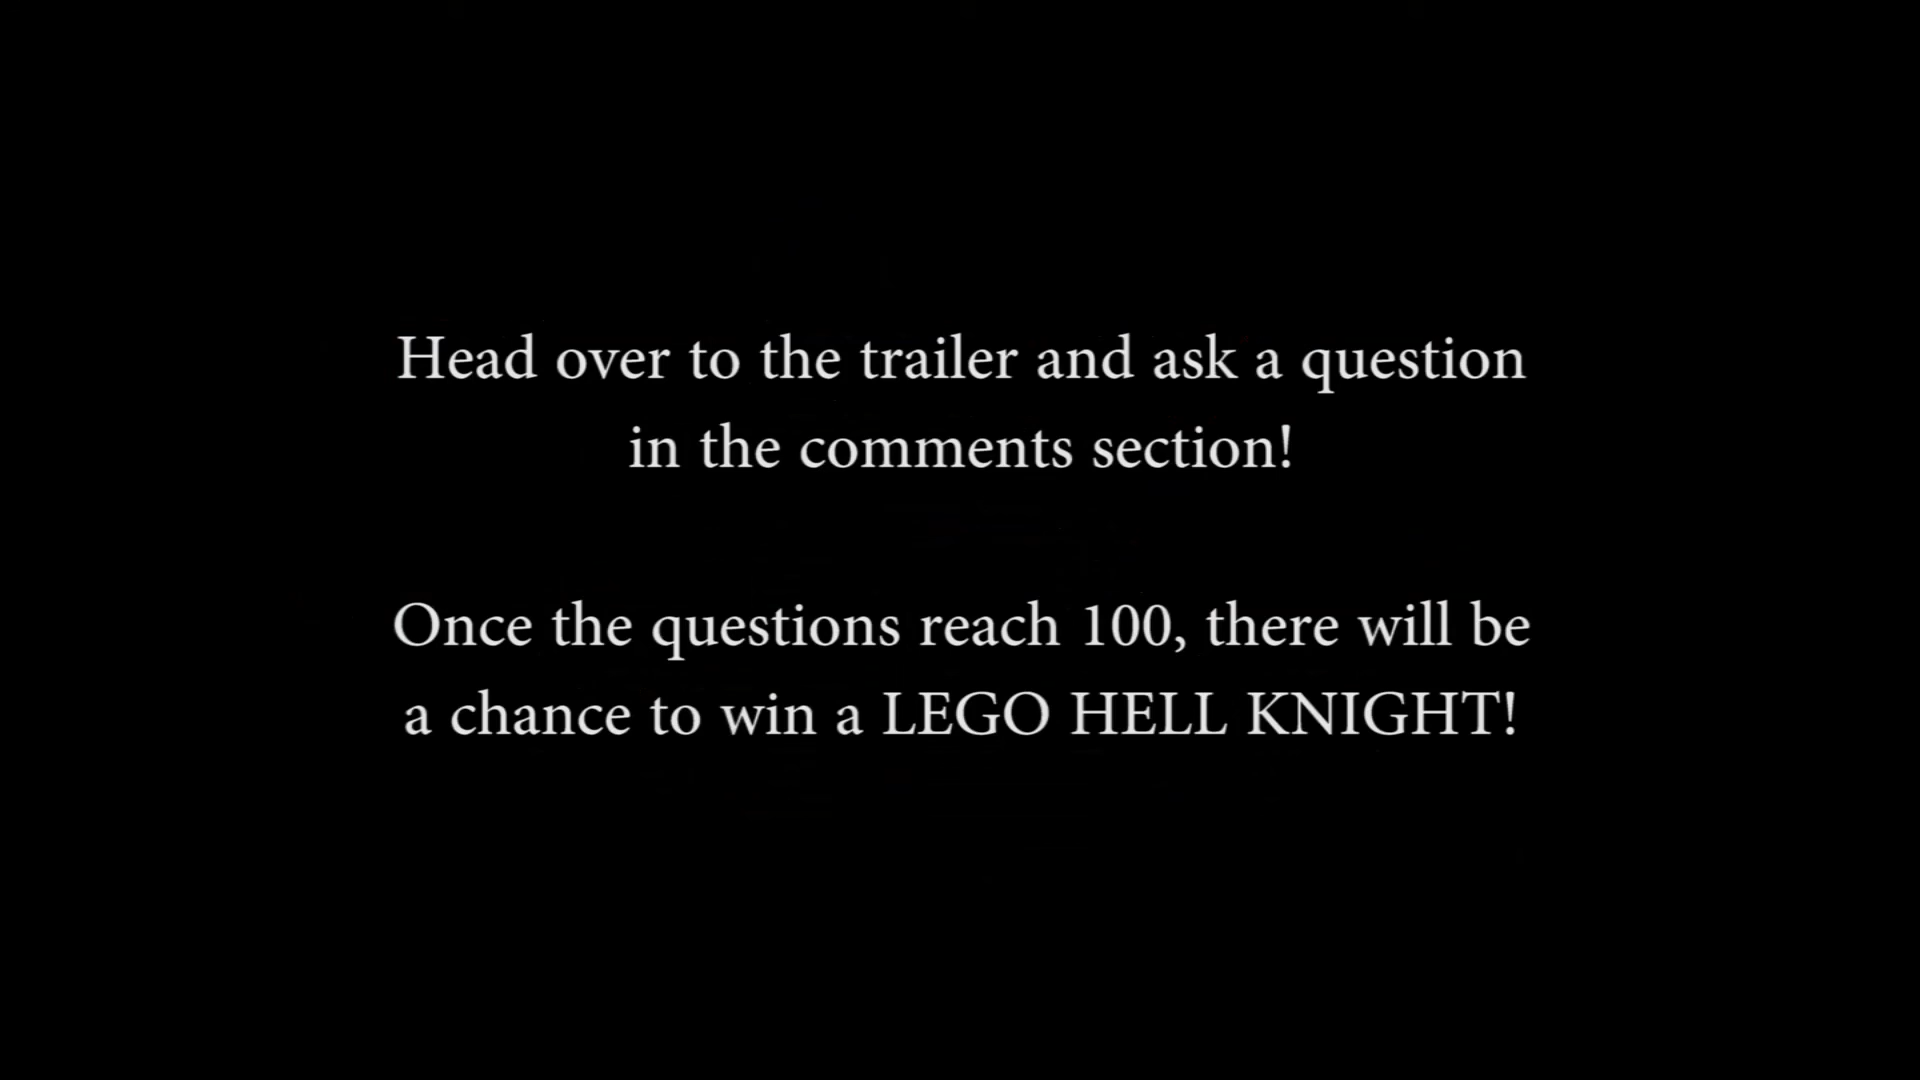 Head over to the trailer and ask a question
in the comments section!
Once the questions reach 100, there will be
a chance to win a LEGO HELL KNIGHT!